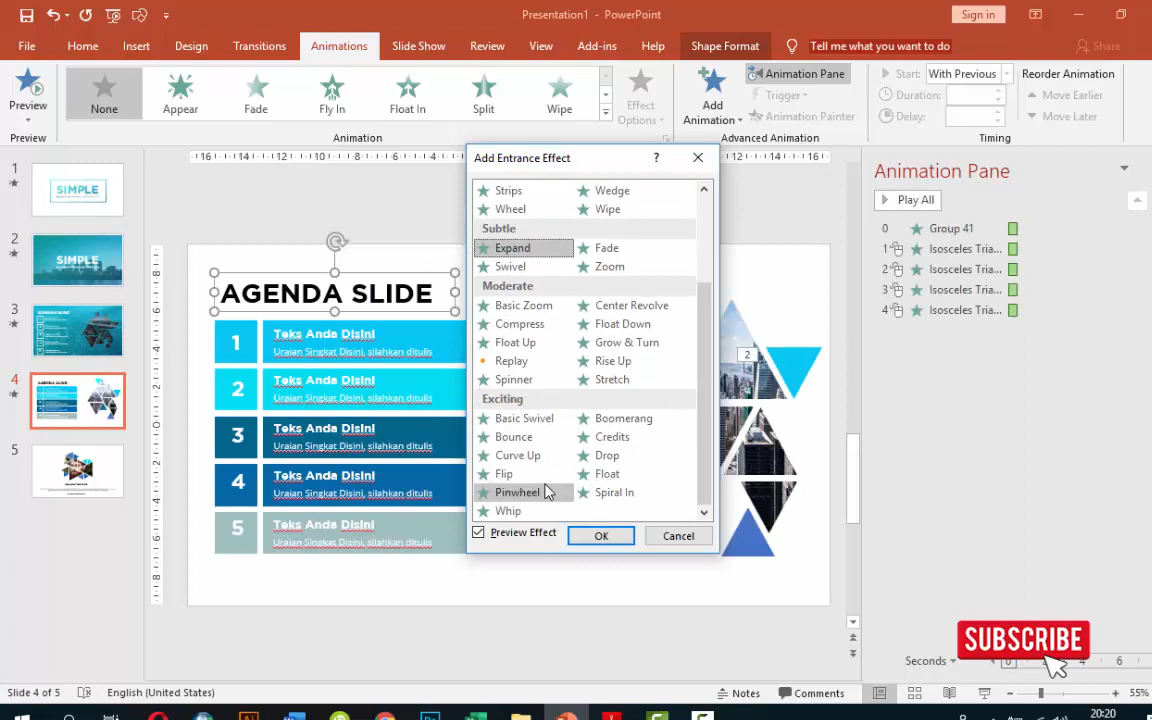 Presentation1 - PowerPoint
Sign in
File Home Insert Design Transitions Animations Slide Show Review View Add-ins Help Shape Format Tell me what you want to do Share
Preview
None Appear Fade Fly In Float In Split Wipe
Effect Options
Add Animation
Animation Pane
Trigger
Animation Painter
Start: With Previous
Duration:
Delay:
Reorder Animation
Move Earlier
Move Later
Preview Animation Advanced Animation Timing
1
SIMPLE
2
SIMPLE
3
4
5
AGENDA SLIDE
1 Teks Anda Disini
Uraian Singkat Disini, silahkan ditulis
2 Teks Anda Disini
Uraian Singkat Disini, silahkan ditulis
3 Teks Anda Disini
Uraian Singkat Disini, silahkan ditulis
4 Teks Anda Disini
Uraian Singkat Disini, silahkan ditulis
5 Teks Anda Disini
Uraian Singkat Disini, silahkan ditulis
2
Add Entrance Effect ?
Strips Wedge
Wheel Wipe
Subtle
Expand Fade
Swivel Zoom
Moderate
Basic Zoom Center Revolve
Compress Float Down
Float Up Grow & Turn
Replay Rise Up
Spinner Stretch
Exciting
Basic Swivel Boomerang
Bounce Credits
Curve Up Drop
Flip Float
Pinwheel Spiral In
Whip
Preview Effect OK Cancel
Animation Pane
Play All
0 Group 41
1 Isosceles Tria...
2 Isosceles Tria...
3 Isosceles Tria...
4 Isosceles Tria...
SUBSCRIBE
Seconds 0 2 4 6
Slide 4 of 5 English (United States) Notes Comments 55%
20:20